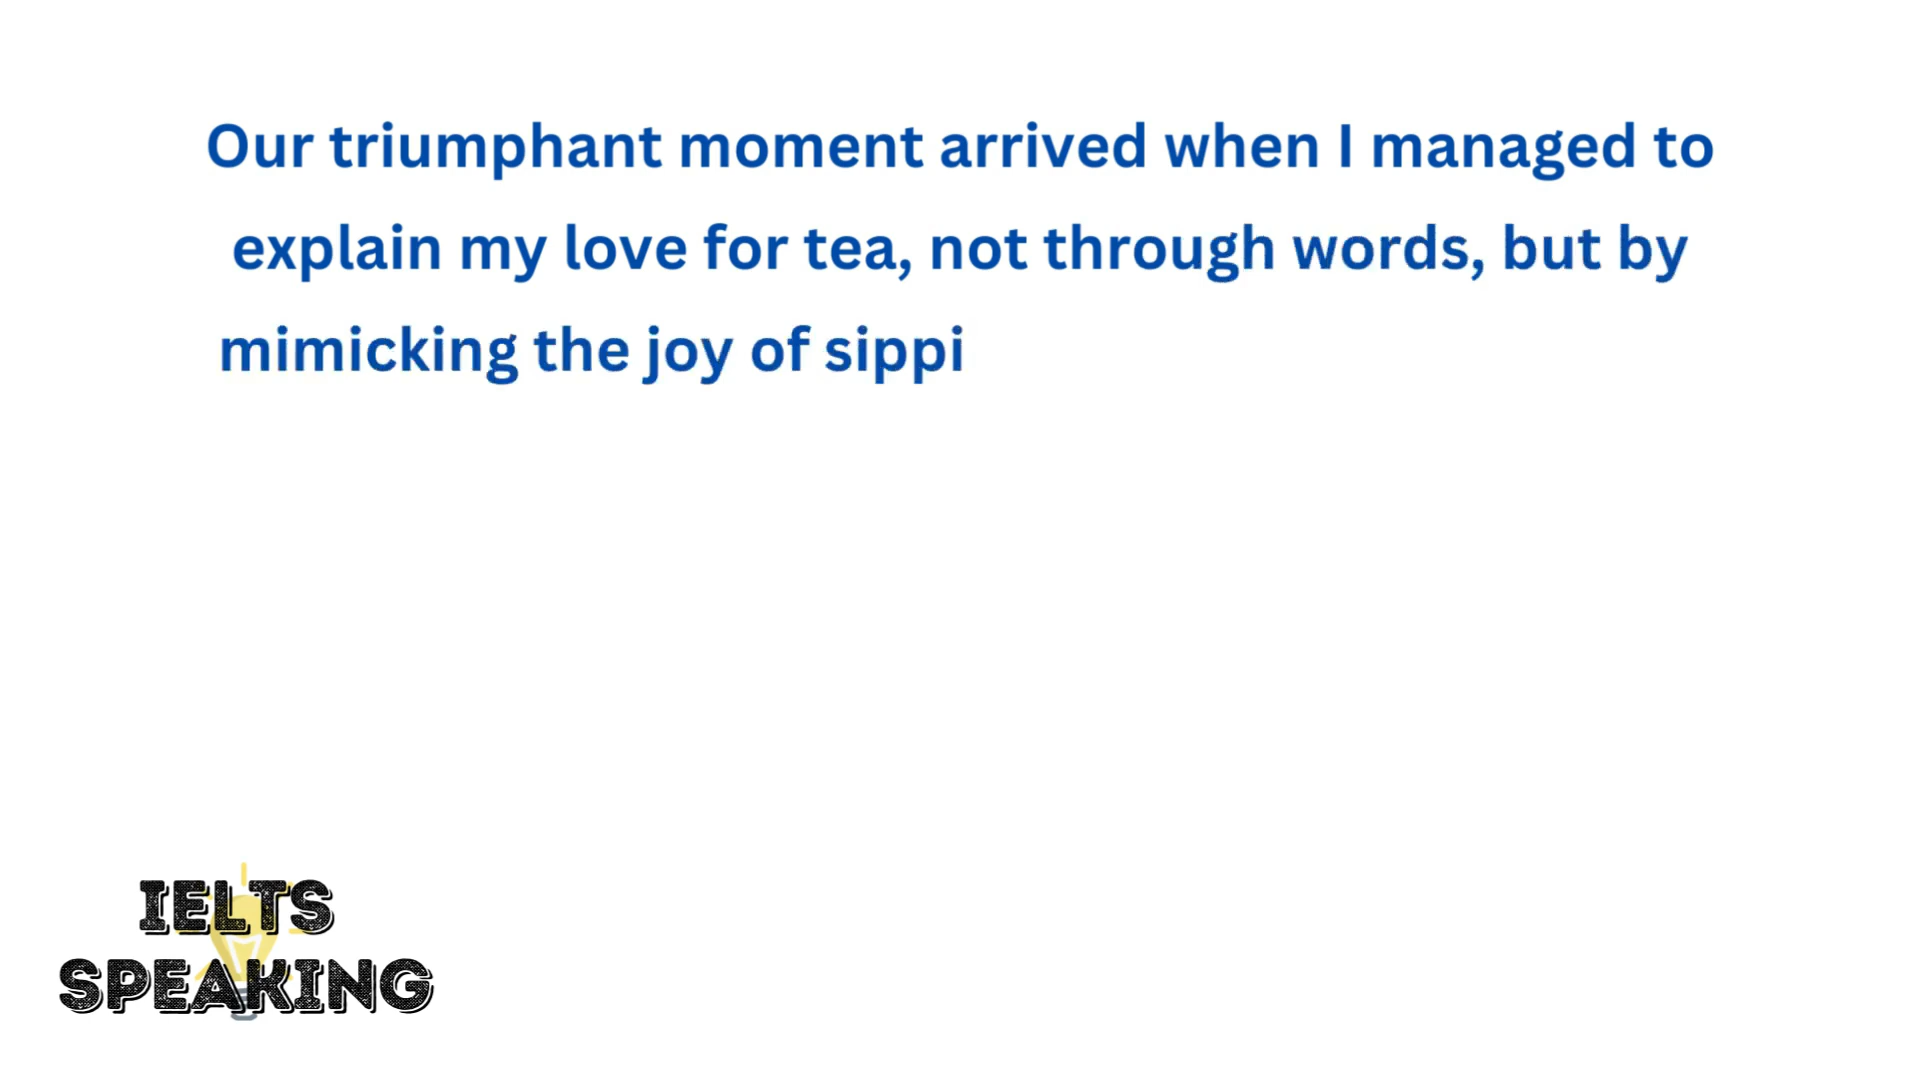 Our triumphant moment arrived when I managed to
explain my love for tea, not through words, but by
mimicking the joy of sippi
IELTS
SPEAKING